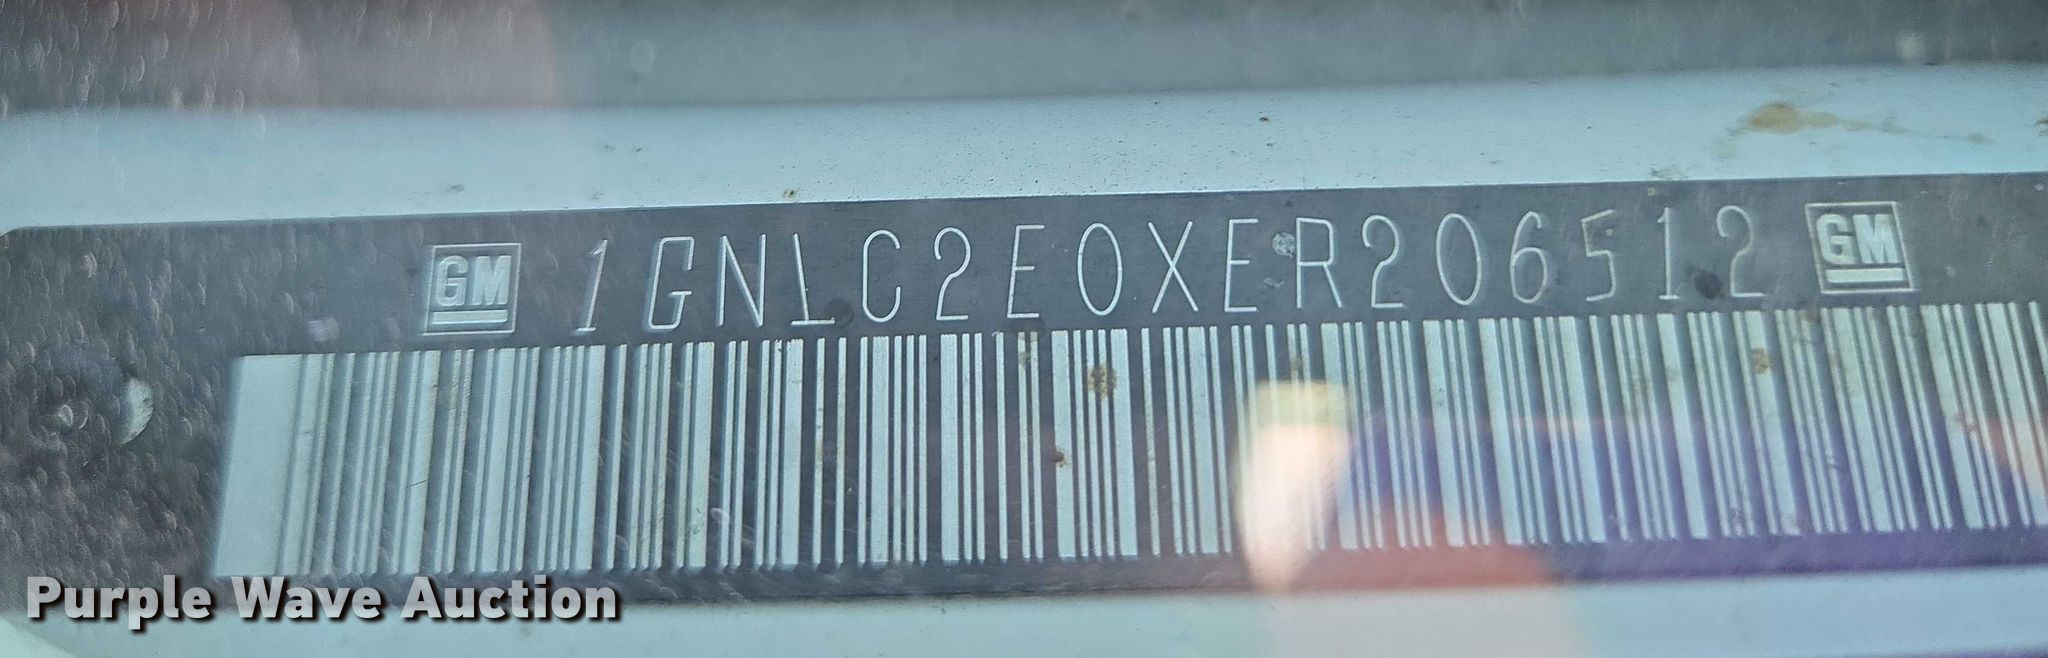 GM 1GNLC2E0XER206512 GM
Purple Wave Auction